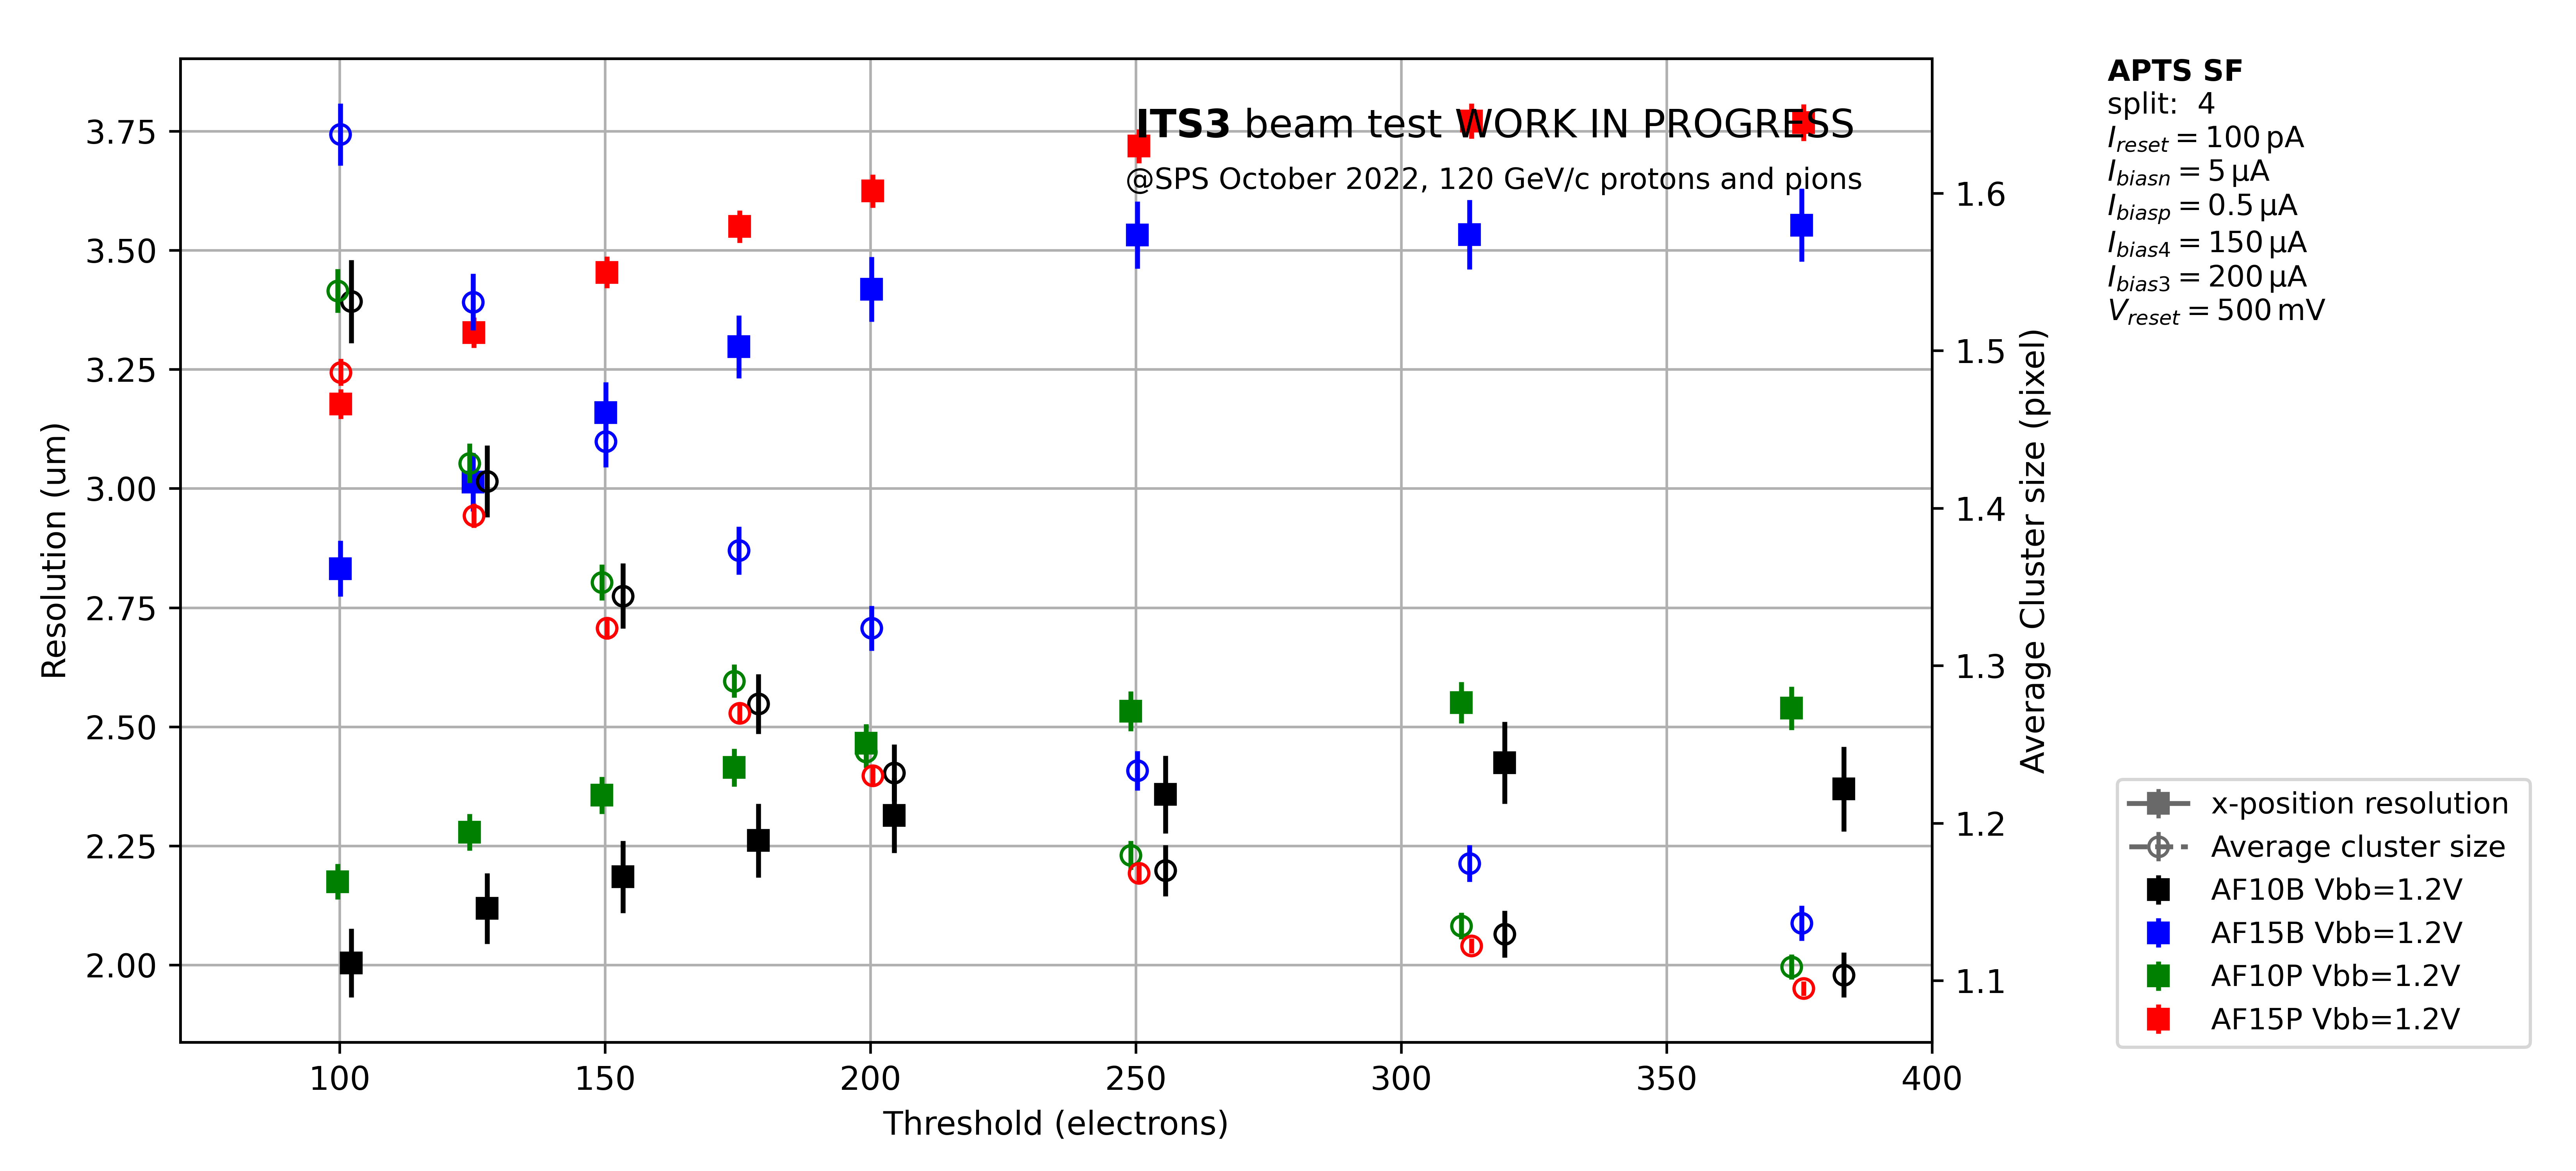 ITS3 beam test WORK IN PROGRESS
@SPS October 2022, 120 GeV/c protons and pions
3.75
3.50
3.25
3.00
2.75
2.50
2.25
2.00
Resolution (um)
100
150
200
250
300
350
400
Threshold (electrons)
1.6
1.5
1.4
1.3
1.2
1.1
Average Cluster size (pixel)
APTS SF
split: 4
I_reset = 100 pA
I_biasn = 5 μA
I_biasp = 0.5 μA
I_bias4 = 150 μA
I_bias3 = 200 μA
V_reset = 500 mV
x-position resolution
Average cluster size
AF10B Vbb=1.2V
AF15B Vbb=1.2V
AF10P Vbb=1.2V
AF15P Vbb=1.2V